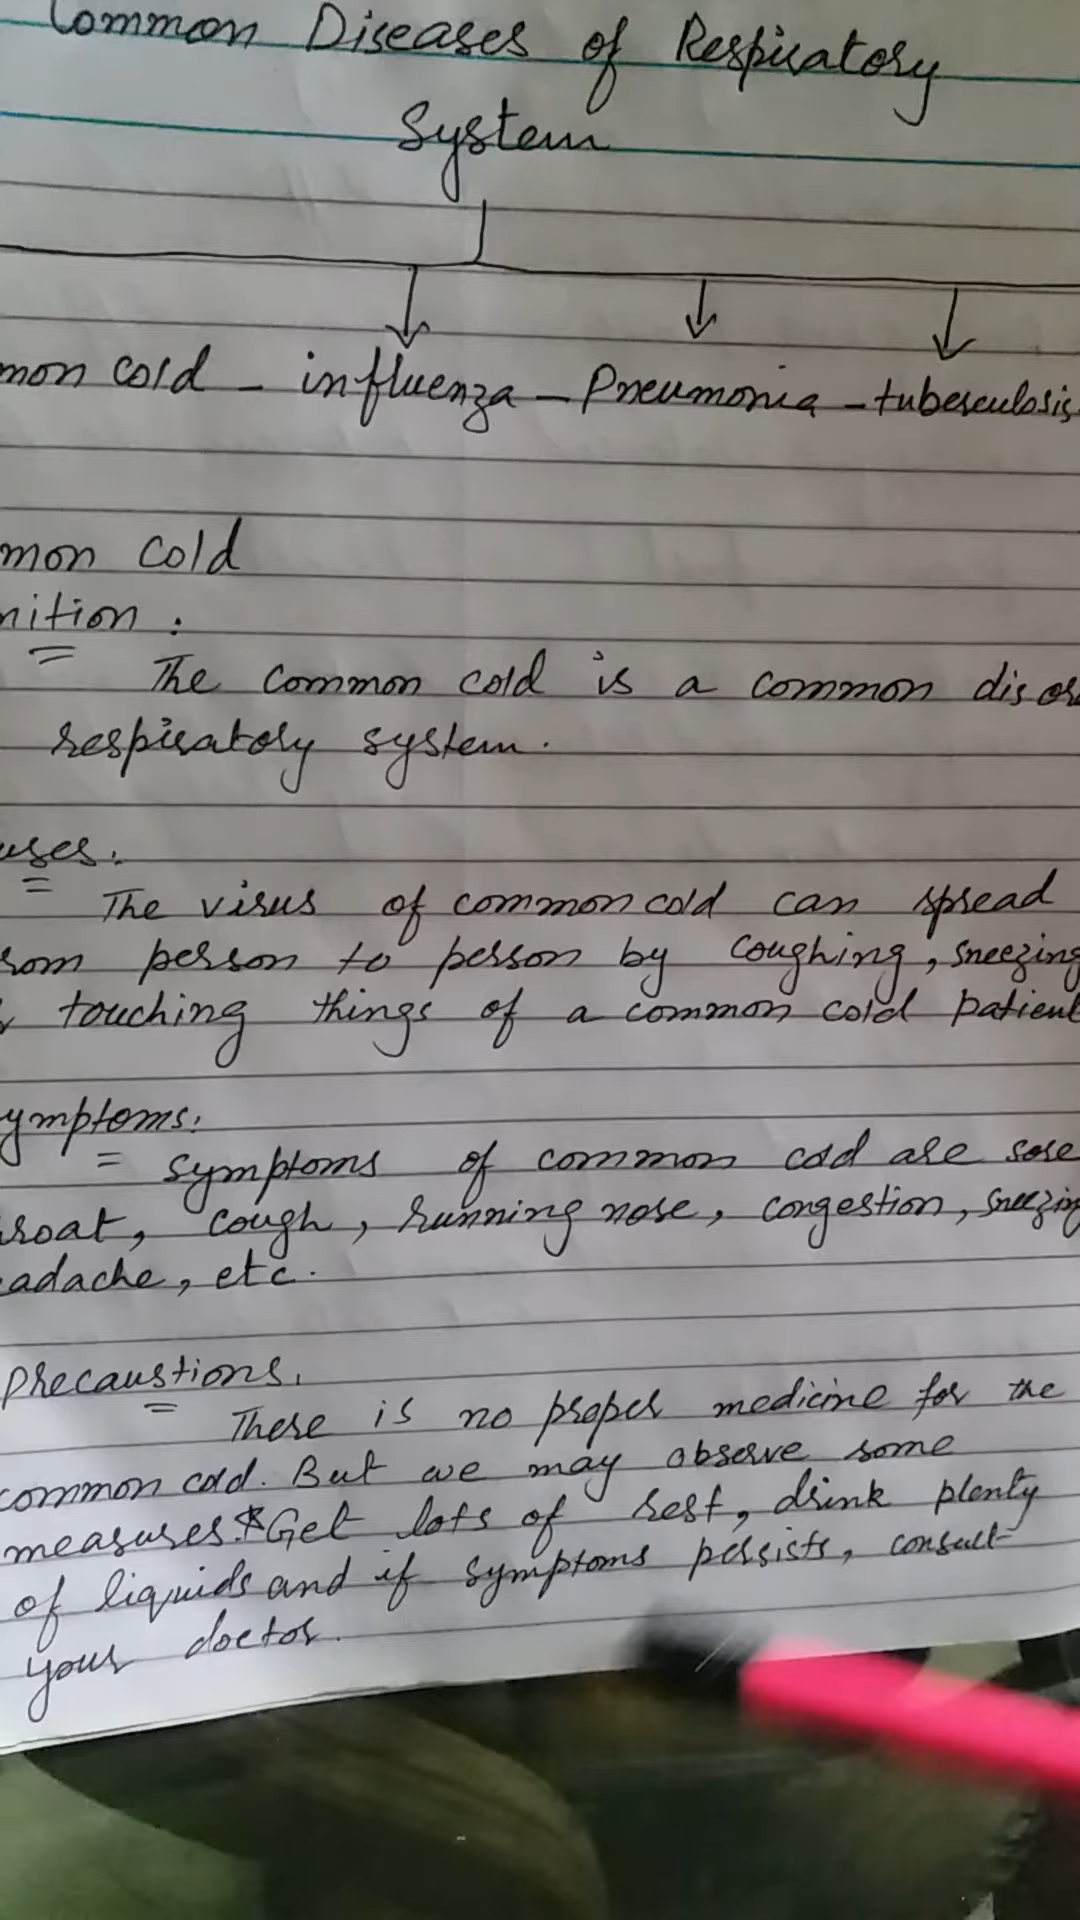 Common Diseases of Respiratory
System
mon cold - influenza - Pneumonia - tuberculosis.
mon cold
nition :
The common cold is a common disor
respiratory system.
uses.
The virus of common cold can spread
rom person to person by coughing, sneezing
touching things of a common cold patient
ymptoms:
symptoms of common cold are sore
roat, cough, running nose, congestion, sneezing
adache, etc.
Precaustions.
There is no proper medicine for the
common cold. But we may observe some
measures.*Get lots of rest, drink plenty
of liquids and if symptoms persists, consult
your doctor.